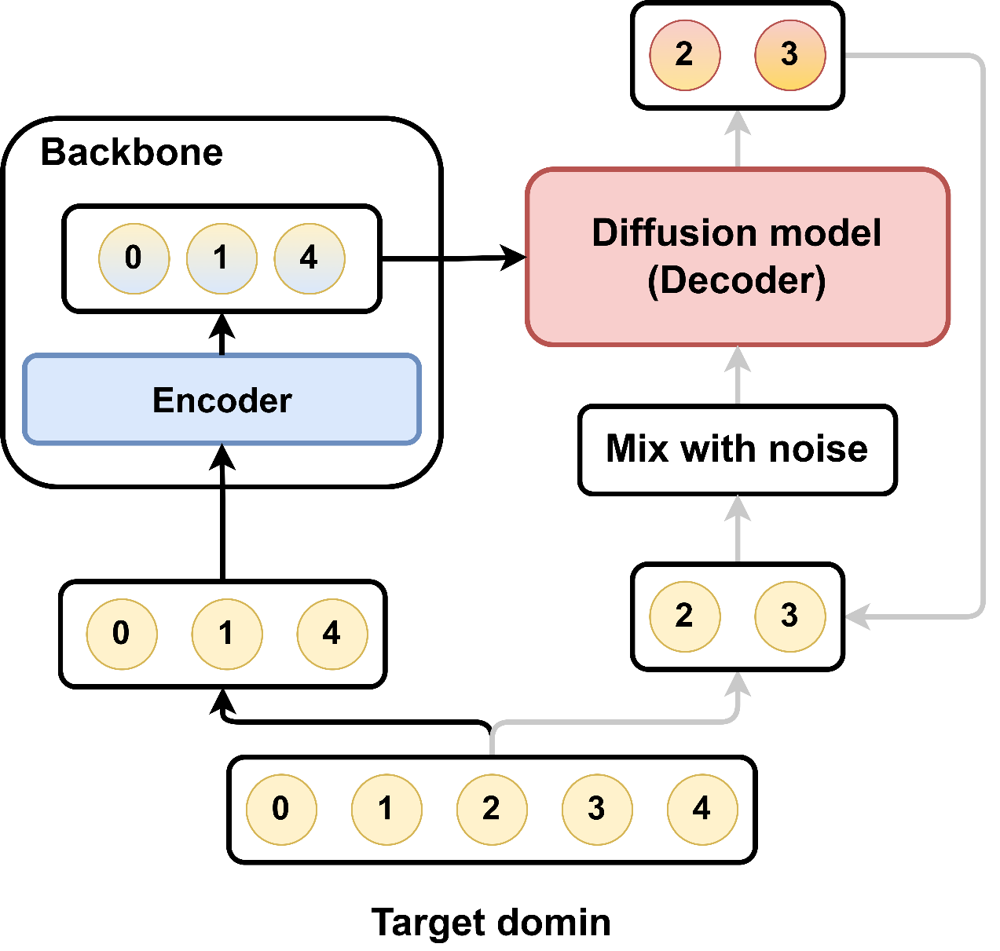 2 3
Backbone
0 1 4
Diffusion model
(Decoder)
Encoder
Mix with noise
0 1 4
2 3
0 1 2 3 4
Target domin